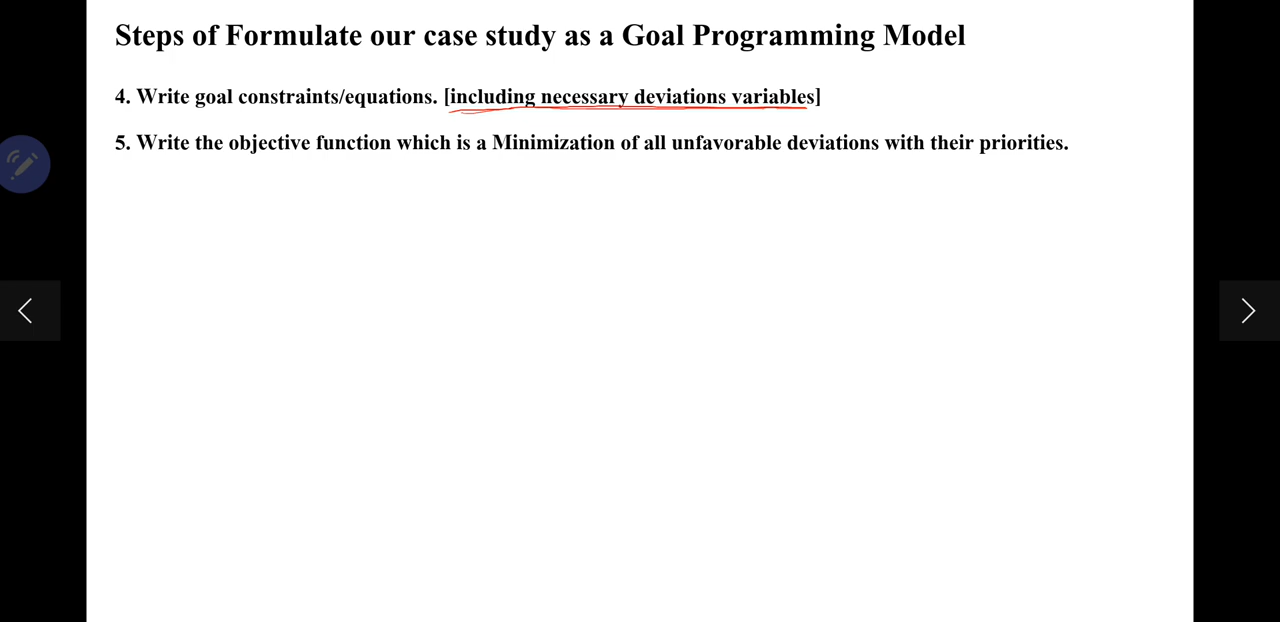 Steps of Formulate our case study as a Goal Programming Model
4. Write goal constraints/equations. [including necessary deviations variables]
5. Write the objective function which is a Minimization of all unfavorable deviations with their priorities.